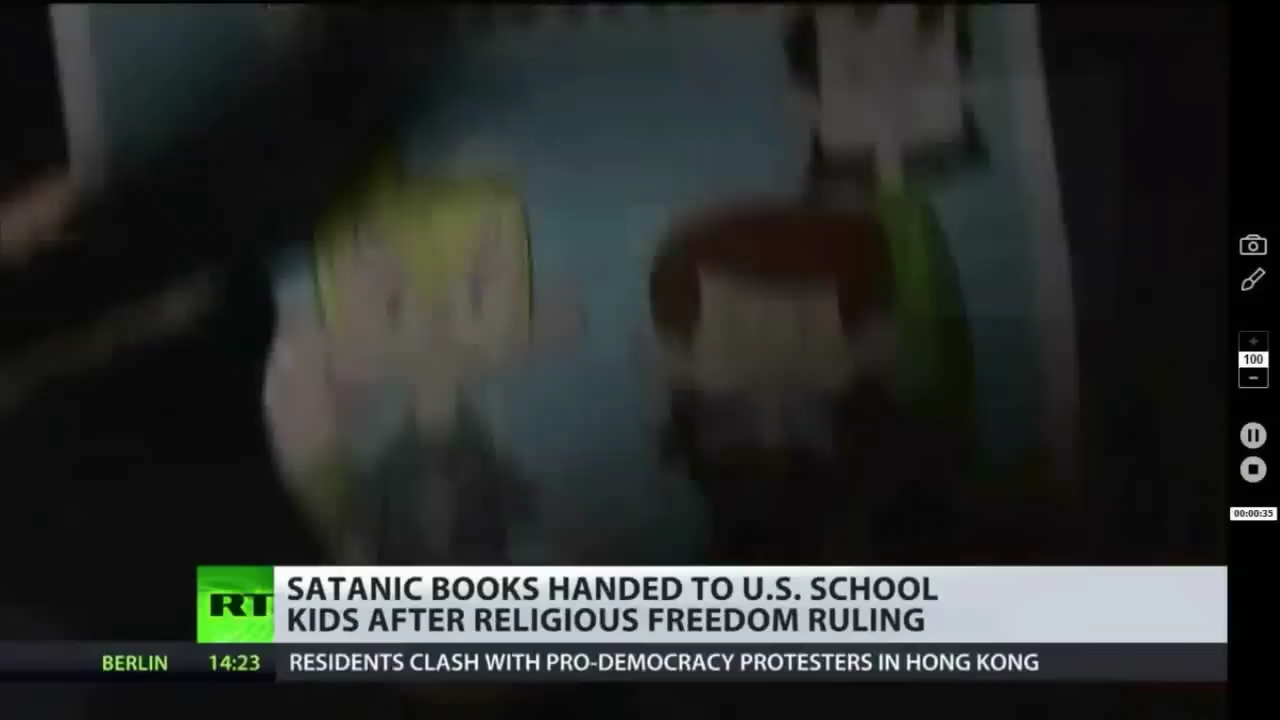 100
00:00:35
RT
SATANIC BOOKS HANDED TO U.S. SCHOOL
KIDS AFTER RELIGIOUS FREEDOM RULING
BERLIN 14:23 RESIDENTS CLASH WITH PRO-DEMOCRACY PROTESTERS IN HONG KONG